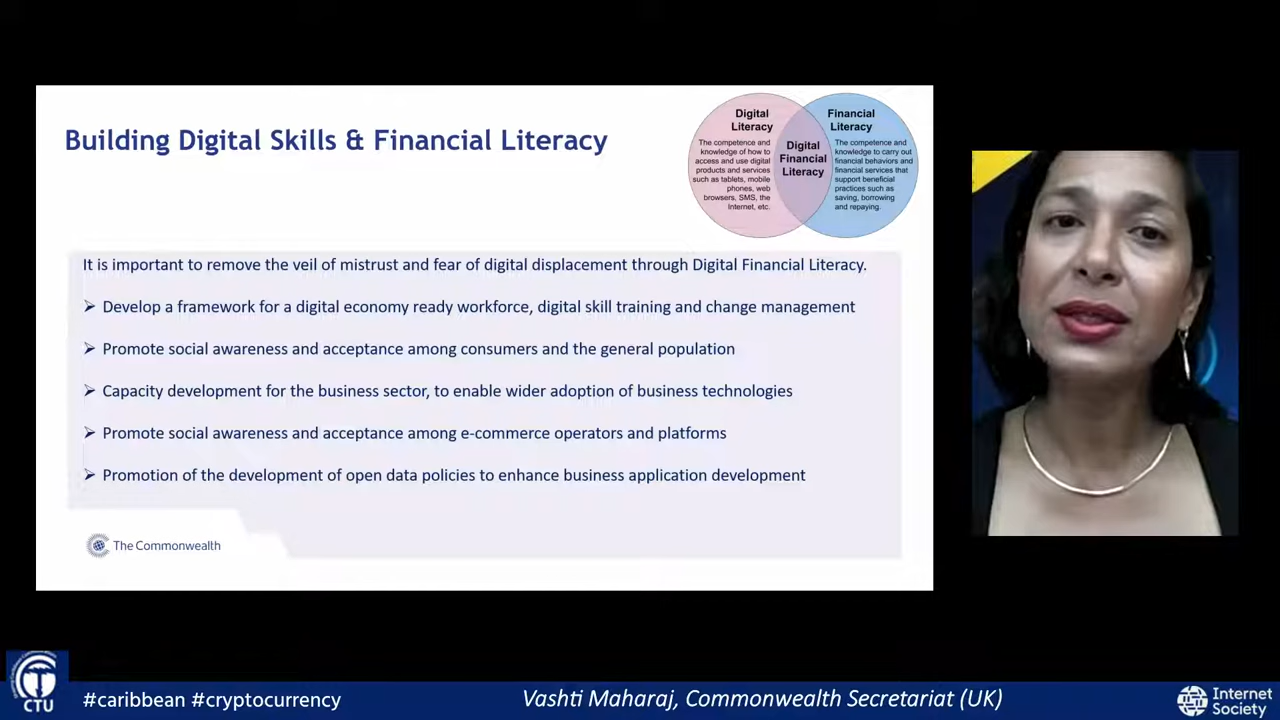 Building Digital Skills & Financial Literacy
Digital
Literacy
The competence and
knowledge of how to
access and use digital
products and services
such as tablets, mobile
phones, web
browsers, SMS, the
Internet, etc.
Digital
Financial
Literacy
Financial
Literacy
The competence and
knowledge to carry out
financial behaviors and
financial services that
support beneficial
practices such as
saving, borrowing
and repaying.
It is important to remove the veil of mistrust and fear of digital displacement through Digital Financial Literacy.
➢ Develop a framework for a digital economy ready workforce, digital skill training and change management
➢ Promote social awareness and acceptance among consumers and the general population
➢ Capacity development for the business sector, to enable wider adoption of business technologies
➢ Promote social awareness and acceptance among e-commerce operators and platforms
➢ Promotion of the development of open data policies to enhance business application development
The Commonwealth
CTU
#caribbean #cryptocurrency
Vashti Maharaj, Commonwealth Secretariat (UK)
Internet
Society